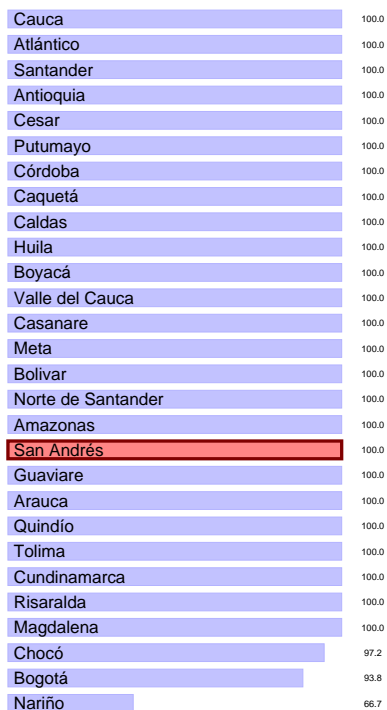 Cauca 100.0
Atlántico 100.0
Santander 100.0
Antioquia 100.0
Cesar 100.0
Putumayo 100.0
Córdoba 100.0
Caquetá 100.0
Caldas 100.0
Huila 100.0
Boyacá 100.0
Valle del Cauca 100.0
Casanare 100.0
Meta 100.0
Bolivar 100.0
Norte de Santander 100.0
Amazonas 100.0
San Andrés 100.0
Guaviare 100.0
Arauca 100.0
Quindío 100.0
Tolima 100.0
Cundinamarca 100.0
Risaralda 100.0
Magdalena 100.0
Chocó 97.2
Bogotá 93.8
Nariño 66.7